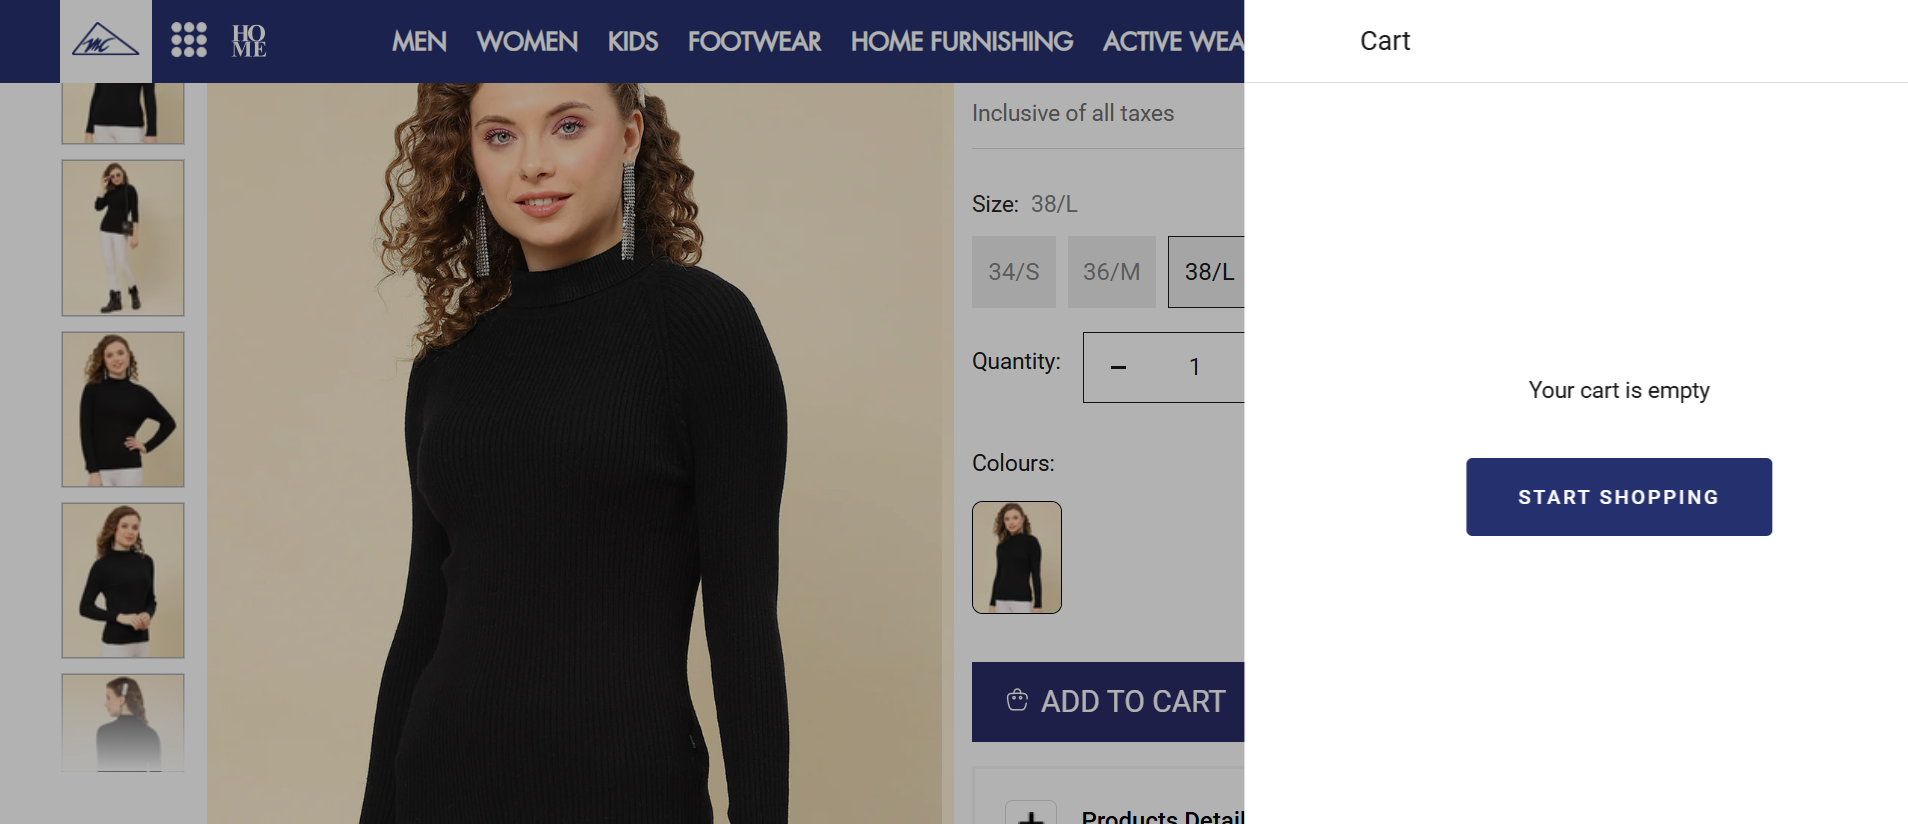 MC
HO
ME
MEN WOMEN KIDS FOOTWEAR HOME FURNISHING ACTIVE WEA
Cart
Inclusive of all taxes
Size: 38/L
34/S 36/M 38/L
Quantity: − 1
Colours:
ADD TO CART
+ Products Detail
Your cart is empty
START SHOPPING